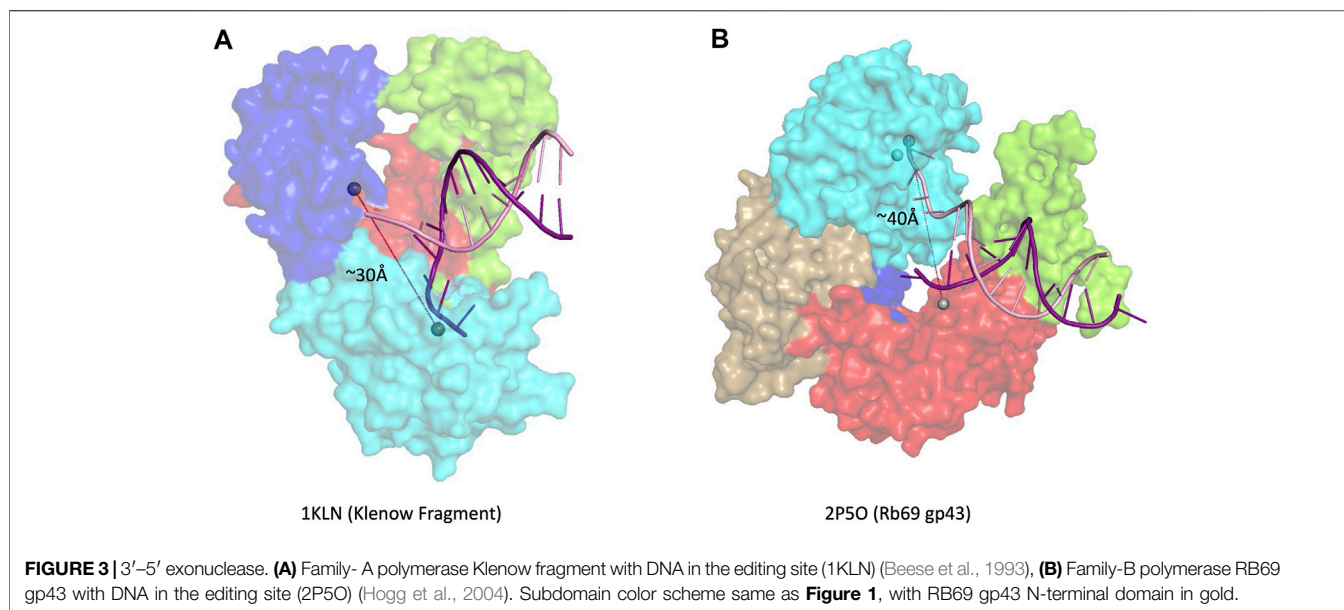 A
B
~30Å
~40Å
1KLN (Klenow Fragment)
2P5O (Rb69 gp43)
FIGURE 3 | 3′–5′ exonuclease. (A) Family- A polymerase Klenow fragment with DNA in the editing site (1KLN) (Beese et al., 1993), (B) Family-B polymerase RB69
gp43 with DNA in the editing site (2P5O) (Hogg et al., 2004). Subdomain color scheme same as Figure 1, with RB69 gp43 N-terminal domain in gold.